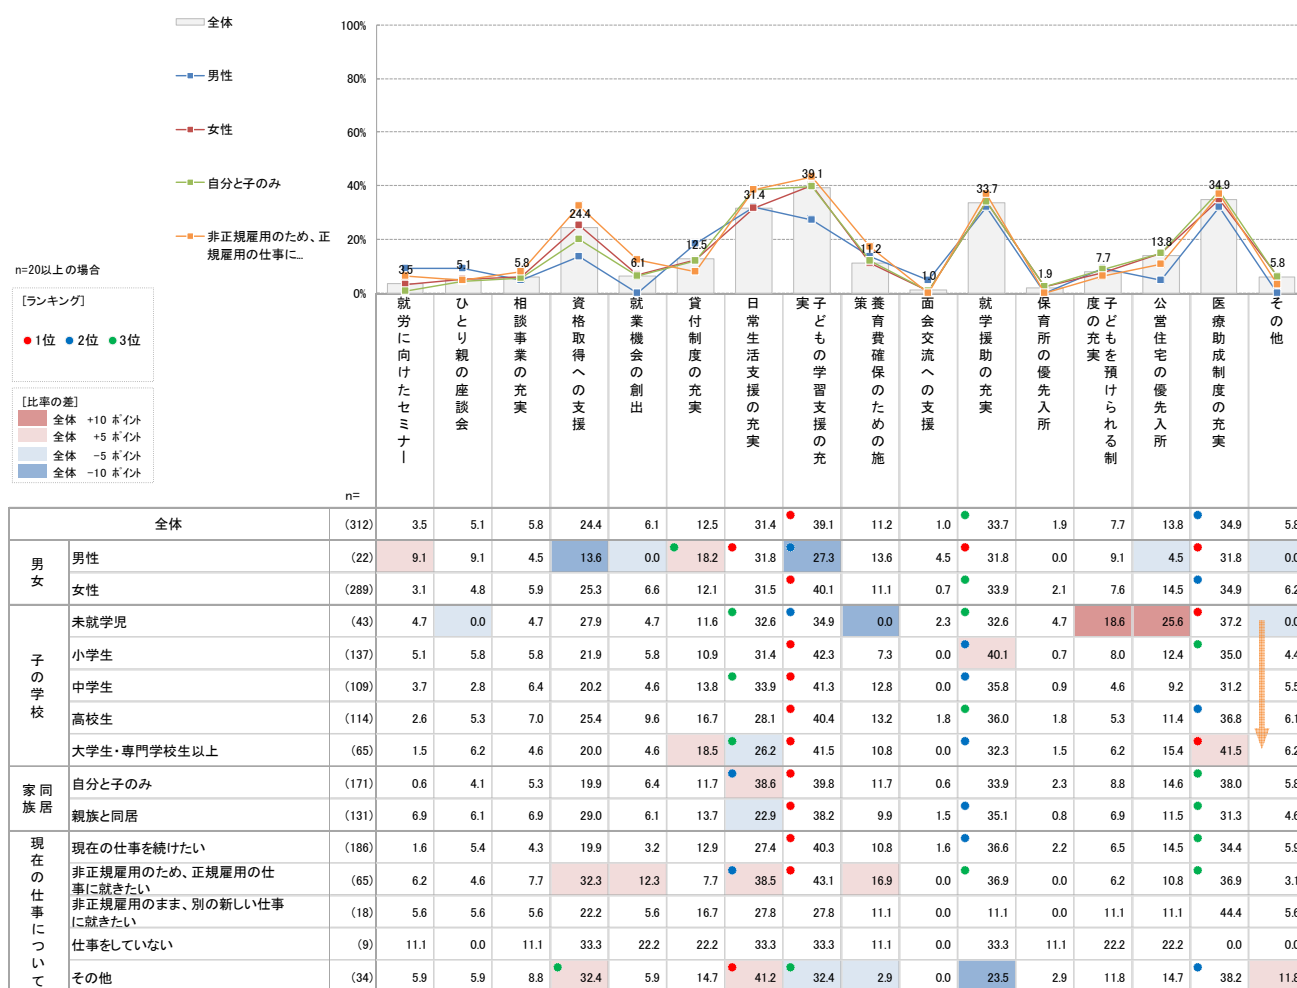 全体
男性
女性
自分と子のみ
非正規雇用のため、正
規雇用の仕事に…
n=20以上の場合
[ランキング]
1位 2位 3位
[比率の差]
全体 +10 ポイント
全体 +5 ポイント
全体 -5 ポイント
全体 -10 ポイント
100%
80%
60%
40%
20%
0%
3.5 5.1 5.8 24.4 6.1 12.5 31.4 39.1 11.2 1.0 33.7 1.9 7.7 13.8 34.9 5.8
就労に向けたセミナー
ひとり親の座談会
相談事業の充実
資格取得への支援
就業機会の創出
貸付制度の充実
日常生活支援の充実
子どもの学習支援の充
実
養育費確保のための施
策
面会交流への支援
就学援助の充実
保育所の優先入所
子どもを預けられる制
度の充実
公営住宅の優先入所
医療助成制度の充実
その他
n=
全体 (312) 3.5 5.1 5.8 24.4 6.1 12.5 31.4 39.1 11.2 1.0 33.7 1.9 7.7 13.8 34.9 5.8
男女
男性 (22) 9.1 9.1 4.5 13.6 0.0 18.2 31.8 27.3 13.6 4.5 31.8 0.0 9.1 4.5 31.8 0.0
女性 (289) 3.1 4.8 5.9 25.3 6.6 12.1 31.5 40.1 11.1 0.7 33.9 2.1 7.6 14.5 34.9 6.2
子の学校
未就学児 (43) 4.7 0.0 4.7 27.9 4.7 11.6 32.6 34.9 0.0 2.3 32.6 4.7 18.6 25.6 37.2 0.0
小学生 (137) 5.1 5.8 5.8 21.9 5.8 10.9 31.4 42.3 7.3 0.0 40.1 0.7 8.0 12.4 35.0 4.4
中学生 (109) 3.7 2.8 6.4 20.2 4.6 13.8 33.9 41.3 12.8 0.0 35.8 0.9 4.6 9.2 31.2 5.5
高校生 (114) 2.6 5.3 7.0 25.4 9.6 16.7 28.1 40.4 13.2 1.8 36.0 1.8 5.3 11.4 36.8 6.1
大学生・専門学校生以上 (65) 1.5 6.2 4.6 20.0 4.6 18.5 26.2 41.5 10.8 0.0 32.3 1.5 6.2 15.4 41.5 6.2
同居家族
自分と子のみ (171) 0.6 4.1 5.3 19.9 6.4 11.7 38.6 39.8 11.7 0.6 33.9 2.3 8.8 14.6 38.0 5.8
親族と同居 (131) 6.9 6.1 6.9 29.0 6.1 13.7 22.9 38.2 9.9 1.5 35.1 0.8 6.9 11.5 31.3 4.6
現在の仕事について
現在の仕事を続けたい (186) 1.6 5.4 4.3 19.9 3.2 12.9 27.4 40.3 10.8 1.6 36.6 2.2 6.5 14.5 34.4 5.9
非正規雇用のため、正規雇用の仕
事に就きたい (65) 6.2 4.6 7.7 32.3 12.3 7.7 38.5 43.1 16.9 0.0 36.9 0.0 6.2 10.8 36.9 3.1
非正規雇用のまま、別の新しい仕事
に就きたい (18) 5.6 5.6 5.6 22.2 5.6 16.7 27.8 27.8 11.1 0.0 11.1 0.0 11.1 11.1 44.4 5.6
仕事をしていない (9) 11.1 0.0 11.1 33.3 22.2 22.2 33.3 33.3 11.1 0.0 33.3 11.1 22.2 22.2 0.0 0.0
その他 (34) 5.9 5.9 8.8 32.4 5.9 14.7 41.2 32.4 2.9 0.0 23.5 2.9 11.8 14.7 38.2 11.8